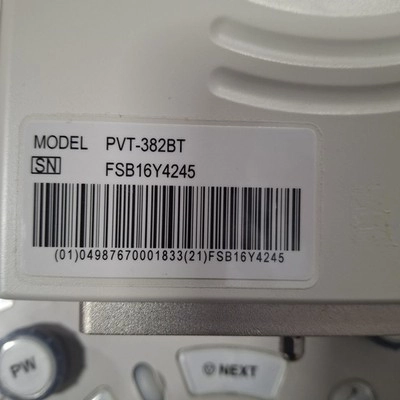 MODEL PVT-382BT
SN FSB16Y4245
(01)04987670001833(21)FSB16Y4245
PW
NEXT